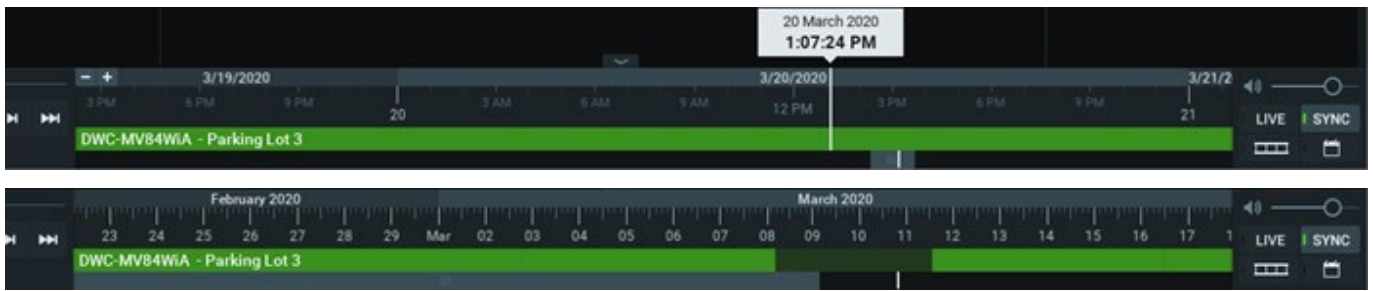 20 March 2020
1:07:24 PM
- + 3/19/2020 3/20/2020 3/21/2
3 PM 6 PM 9 PM 20 3 AM 6 AM 9 AM 12 PM 3 PM 6 PM 9 PM 21
LIVE SYNC
DWC-MV84WiA - Parking Lot 3
February 2020 March 2020
23 24 25 26 27 28 29 Mar 02 03 04 05 06 07 08 09 10 11 12 13 14 15 16 17 1
LIVE SYNC
DWC-MV84WiA - Parking Lot 3